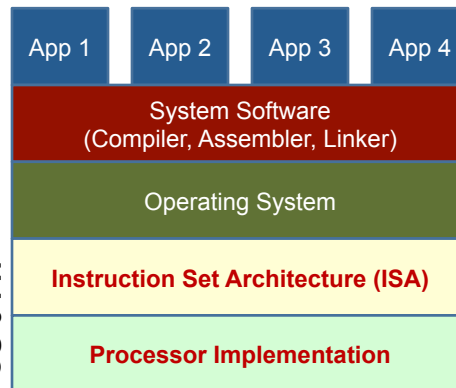 App 1
App 2
App 3
App 4
System Software
(Compiler, Assembler, Linker)
Operating System
Instruction Set Architecture (ISA)
Processor Implementation